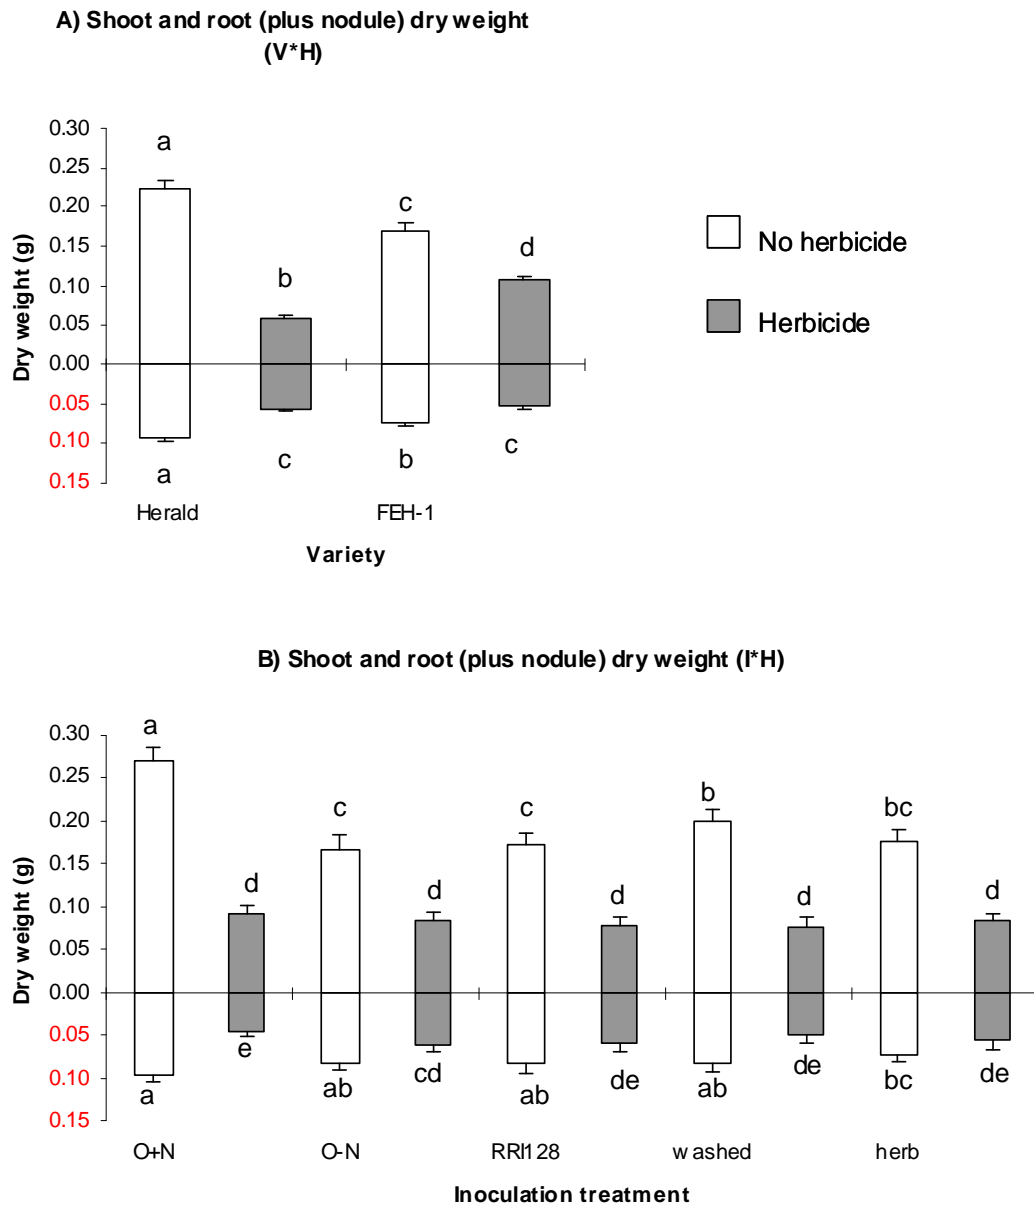 A) Shoot and root (plus nodule) dry weight
(V*H)
0.30
0.25
0.20
0.15
0.10
0.05
0.00
0.05
0.10
0.15
Dry weight (g)
a
b
c
d
a
c
b
c
Herald
FEH-1
Variety
No herbicide
Herbicide
B) Shoot and root (plus nodule) dry weight (I*H)
0.30
0.25
0.20
0.15
0.10
0.05
0.00
0.05
0.10
0.15
Dry weight (g)
a
d
c
d
c
d
b
d
bc
d
a
e
ab
cd
ab
de
ab
de
bc
de
O+N
O-N
RRI128
washed
herb
Inoculation treatment